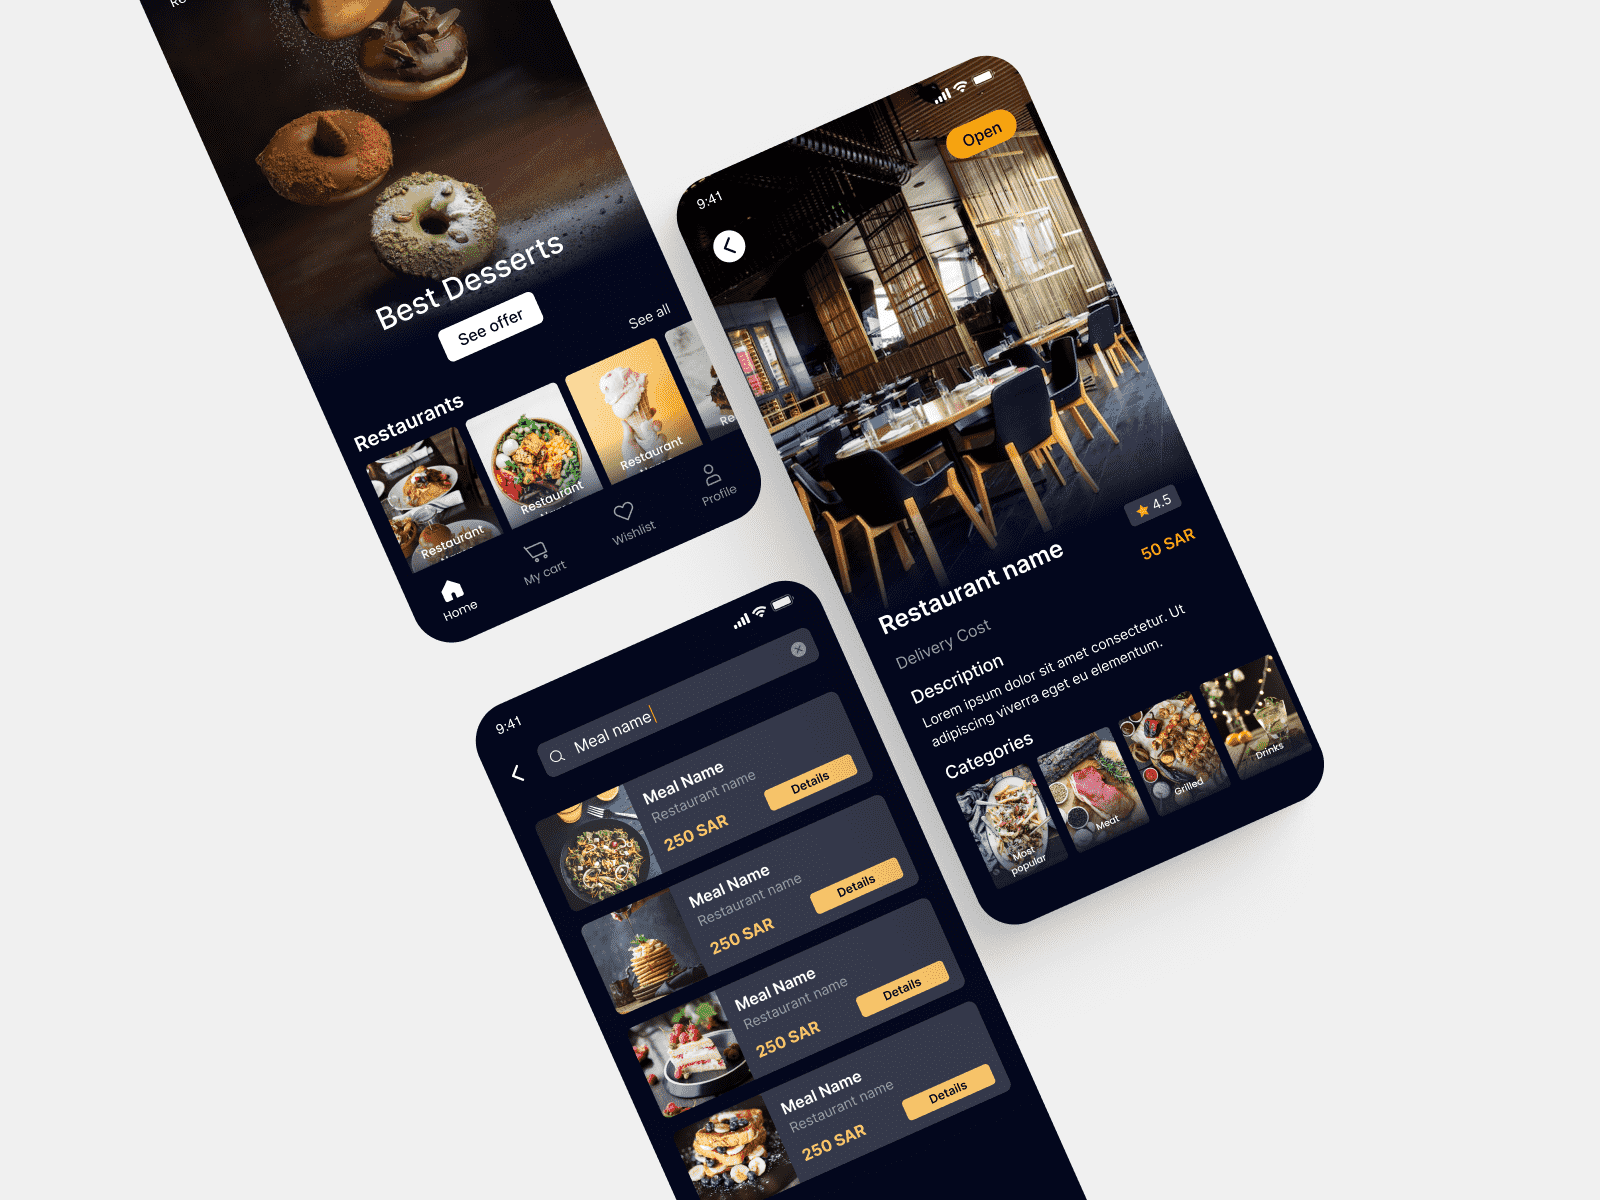 Best Desserts
See offer
See all
Restaurants
Restaurant
Restaurant
Restaurant
Home
My cart
Wishlist
Profile
9:41
Open
4.5
Restaurant name
50 SAR
Delivery Cost
Description
Lorem ipsum dolor sit amet consectetur. Ut
adipiscing viverra eget eu elementum.
Categories
Most
popular
Meat
Grilled
Drinks
9:41
Meal name
Meal Name
Restaurant name
250 SAR
Details
Meal Name
Restaurant name
250 SAR
Details
Meal Name
Restaurant name
250 SAR
Details
Meal Name
Restaurant name
250 SAR
Details